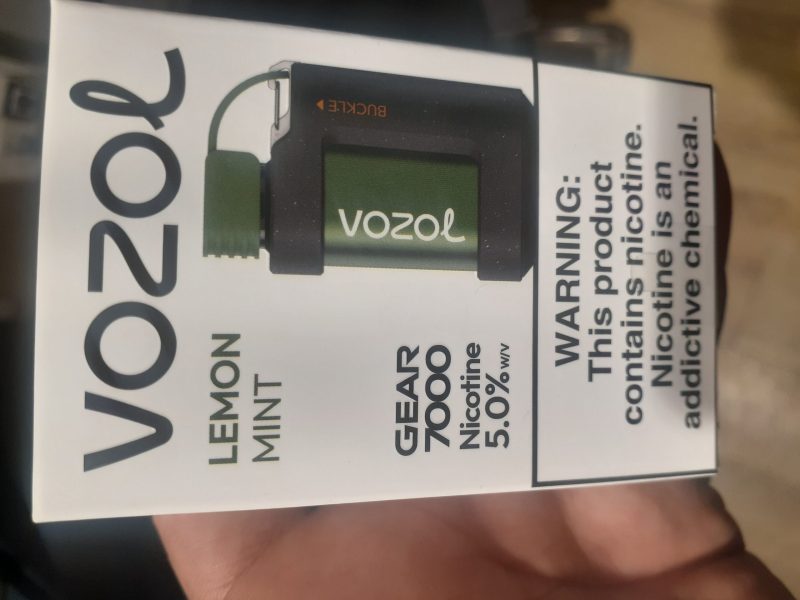 VOZOL
BUCKLE
VOZOL
LEMON
MINT
GEAR
7000
Nicotine
5.0% w/v
WARNING:
This product
contains nicotine.
Nicotine is an
addictive chemical.